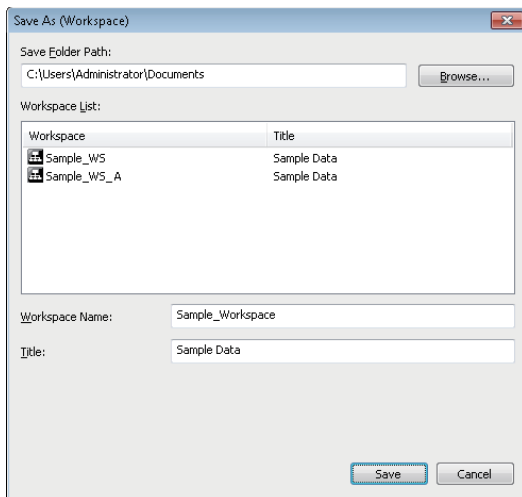 Save As (Workspace)
Save Folder Path:
C:\Users\Administrator\Documents
Browse...
Workspace List:
Workspace Title
Sample_WS Sample Data
Sample_WS_A Sample Data
Workspace Name: Sample_Workspace
Title: Sample Data
Save Cancel